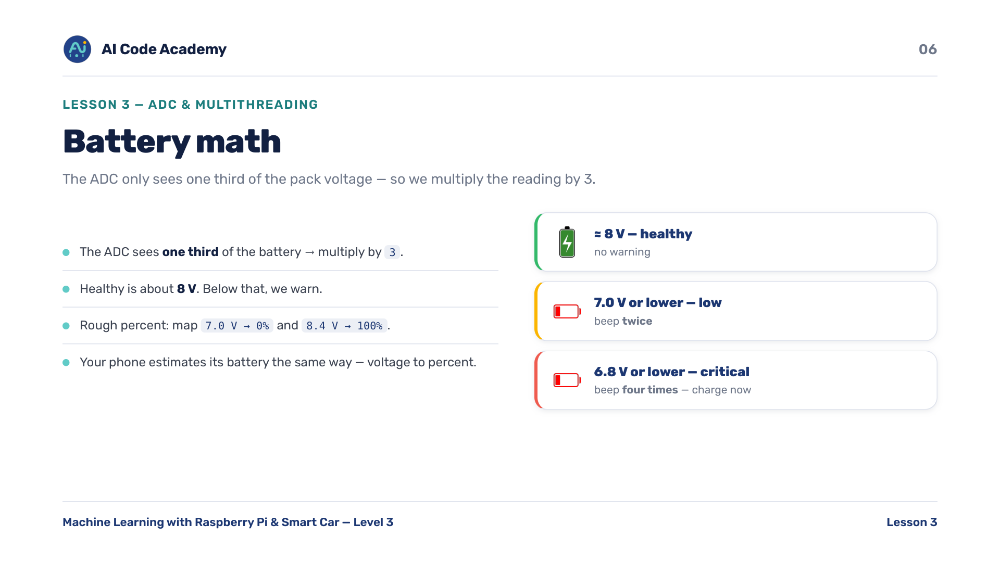 AI Code Academy
06
LESSON 3 — ADC & MULTITHREADING
Battery math
The ADC only sees one third of the pack voltage — so we multiply the reading by 3.
The ADC sees one third of the battery → multiply by 3.
Healthy is about 8 V. Below that, we warn.
Rough percent: map 7.0 V → 0% and 8.4 V → 100%.
Your phone estimates its battery the same way — voltage to percent.
≈ 8 V — healthy
no warning
7.0 V or lower — low
beep twice
6.8 V or lower — critical
beep four times — charge now
Machine Learning with Raspberry Pi & Smart Car — Level 3
Lesson 3